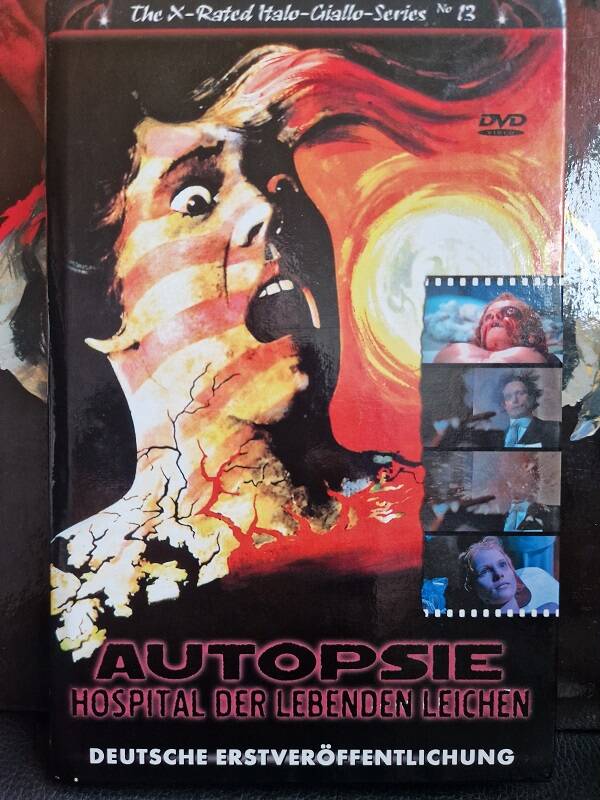 The X-Rated Italo-Giallo-Series No 13
DVD
VIDEO
AUTOPSIE
HOSPITAL DER LEBENDEN LEICHEN
DEUTSCHE ERSTVERÖFFENTLICHUNG